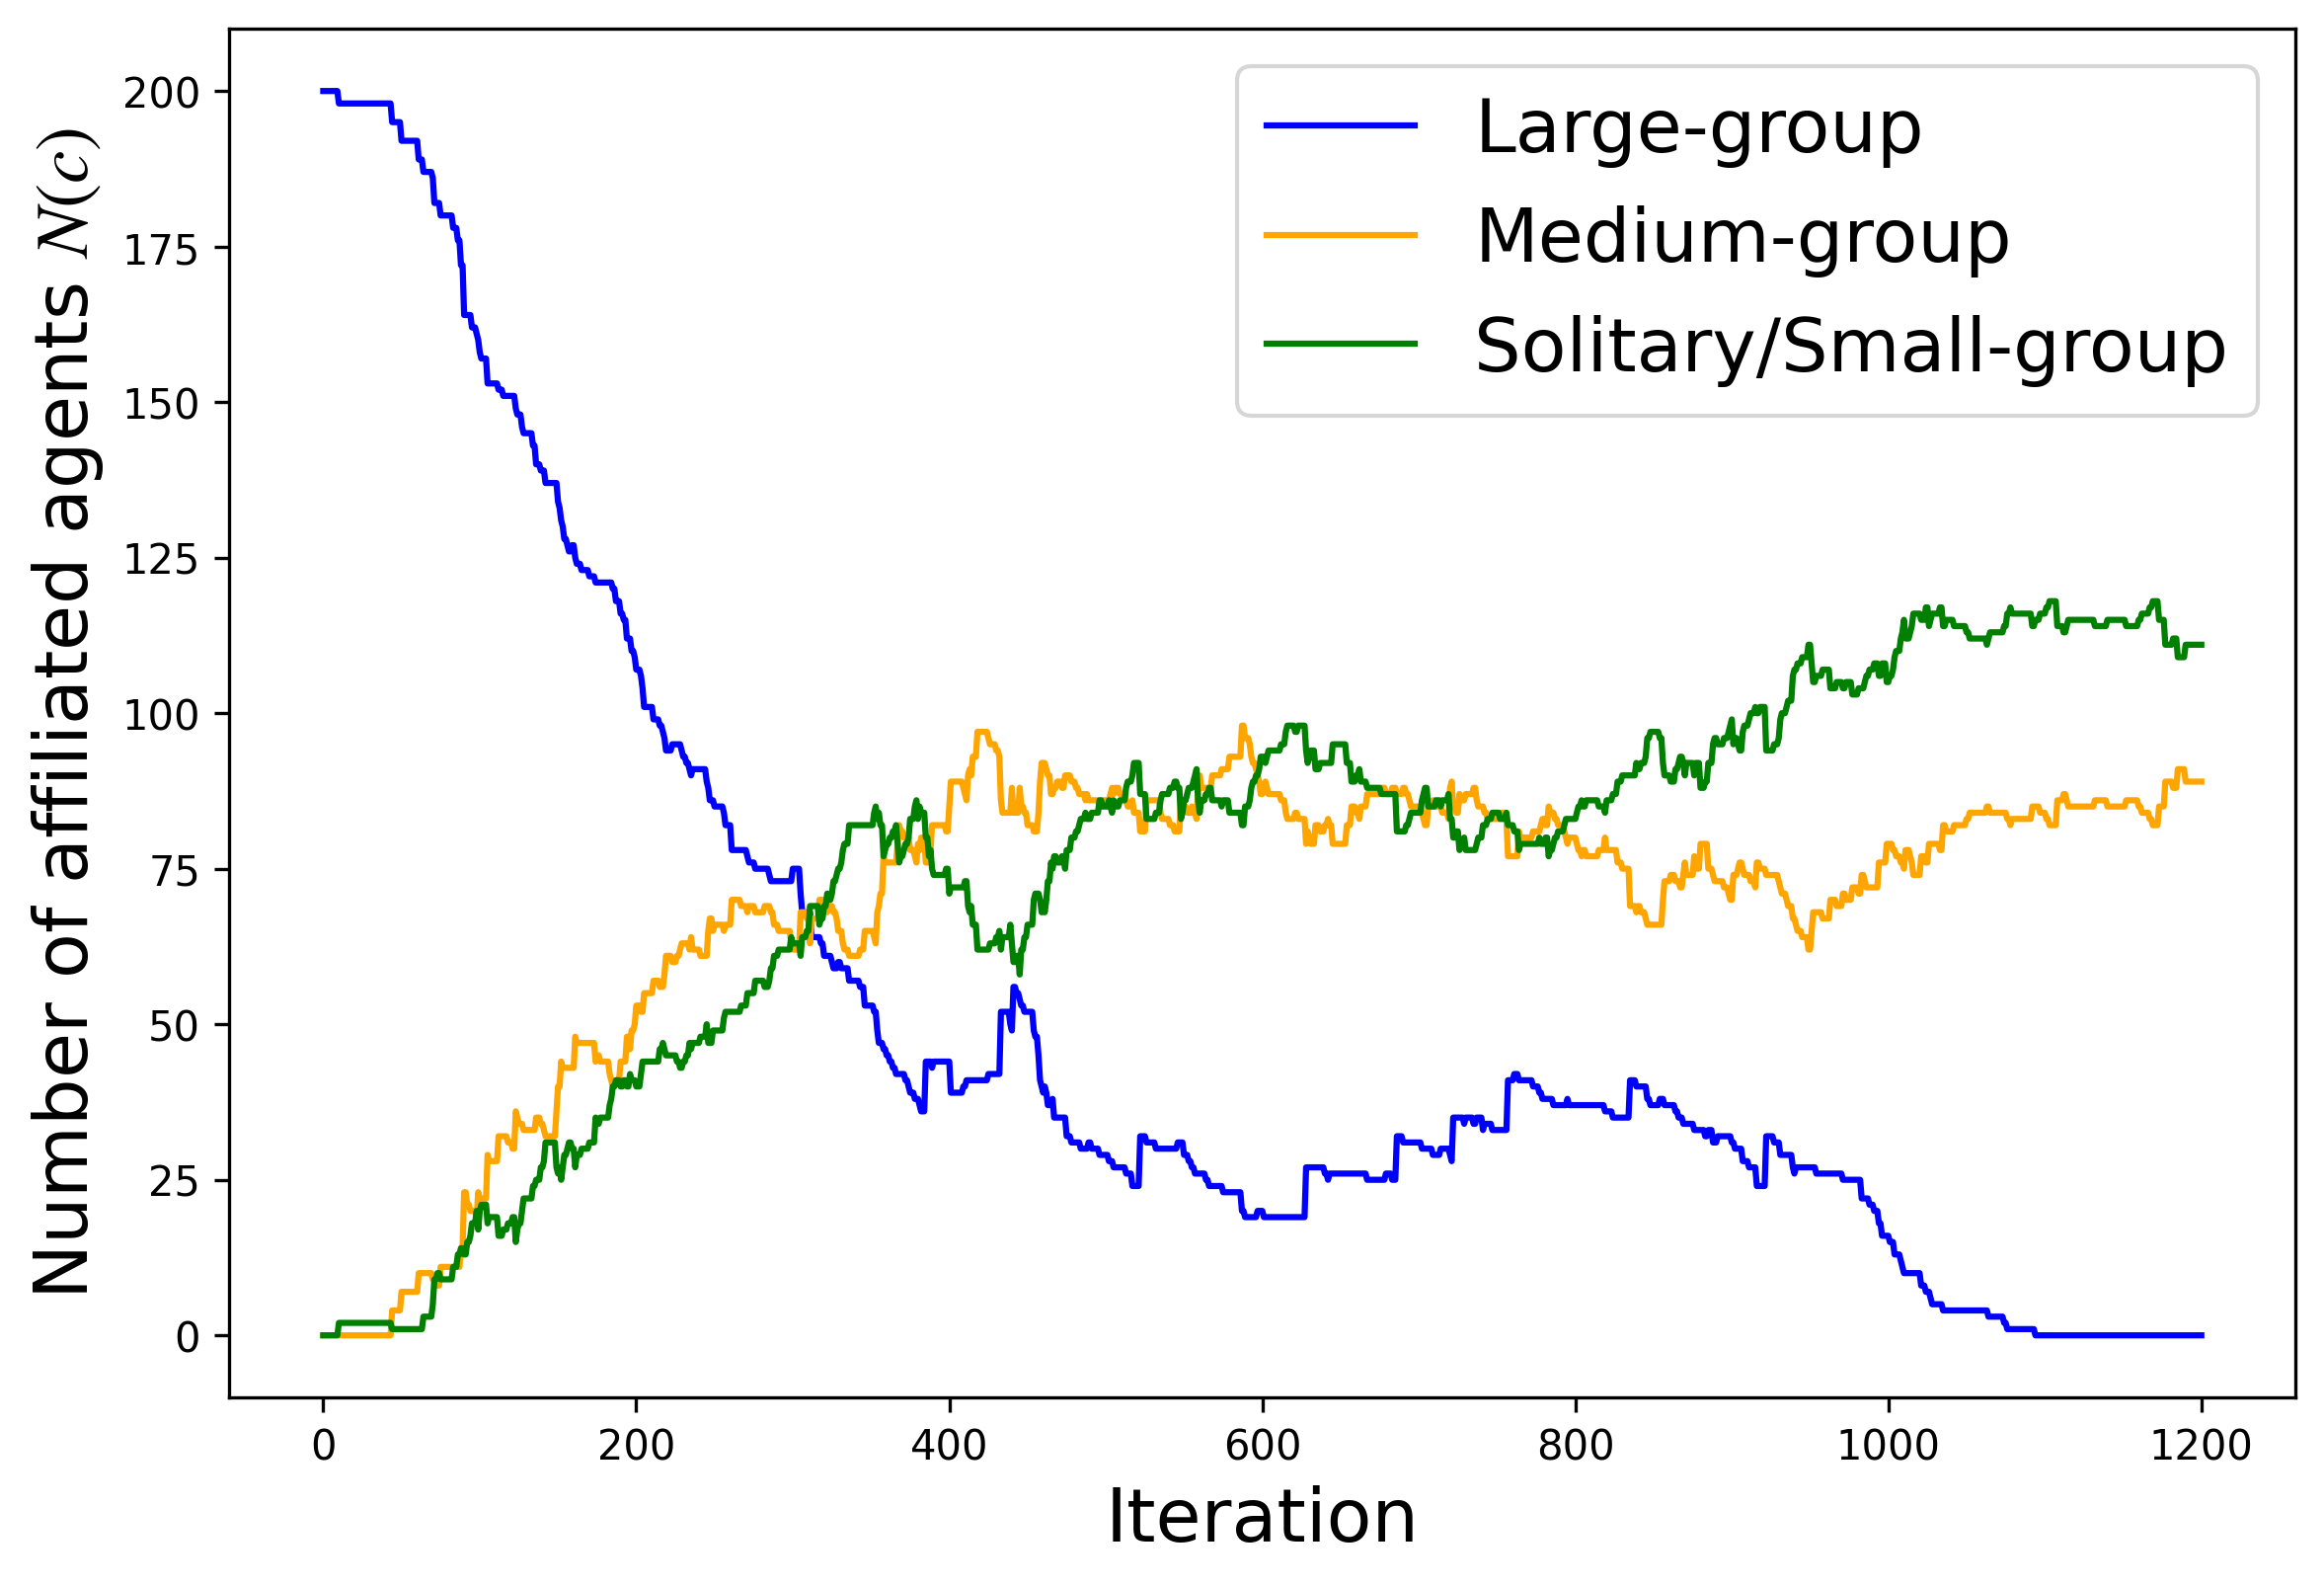 Number of affiliated agents N(c)
200
175
150
125
100
75
50
25
0
Large-group
Medium-group
Solitary/Small-group
0 200 400 600 800 1000 1200
Iteration